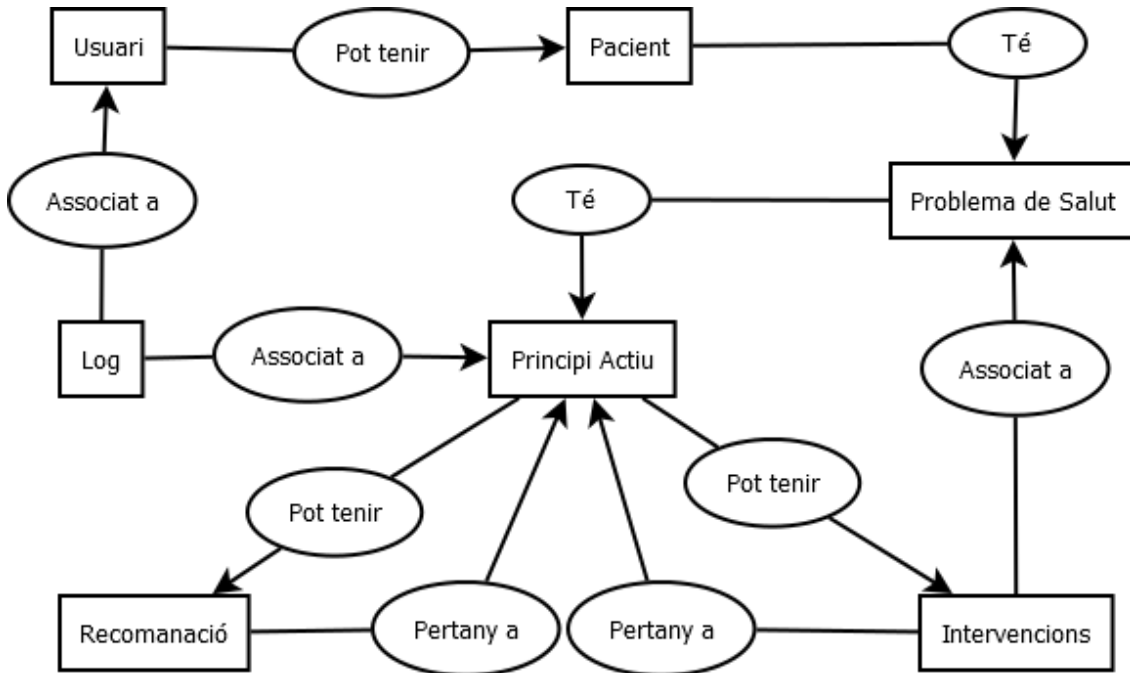 Usuari
Pot tenir
Pacient
Té
Associat a
Té
Problema de Salut
Log
Associat a
Principi Actiu
Associat a
Pot tenir
Pot tenir
Recomanació
Pertany a
Pertany a
Intervencions